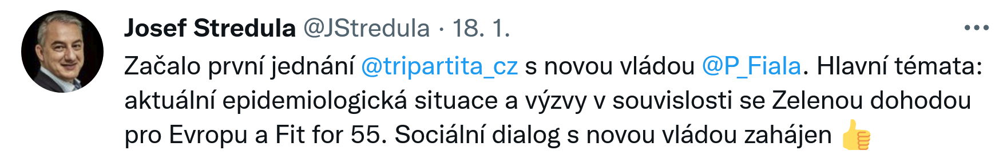 Josef Stredula @JStredula · 18. 1.
Začalo první jednání @tripartita_cz s novou vládou @P_Fiala. Hlavní témata:
aktuální epidemiologická situace a výzvy v souvislosti se Zelenou dohodou
pro Evropu a Fit for 55. Sociální dialog s novou vládou zahájen 👍